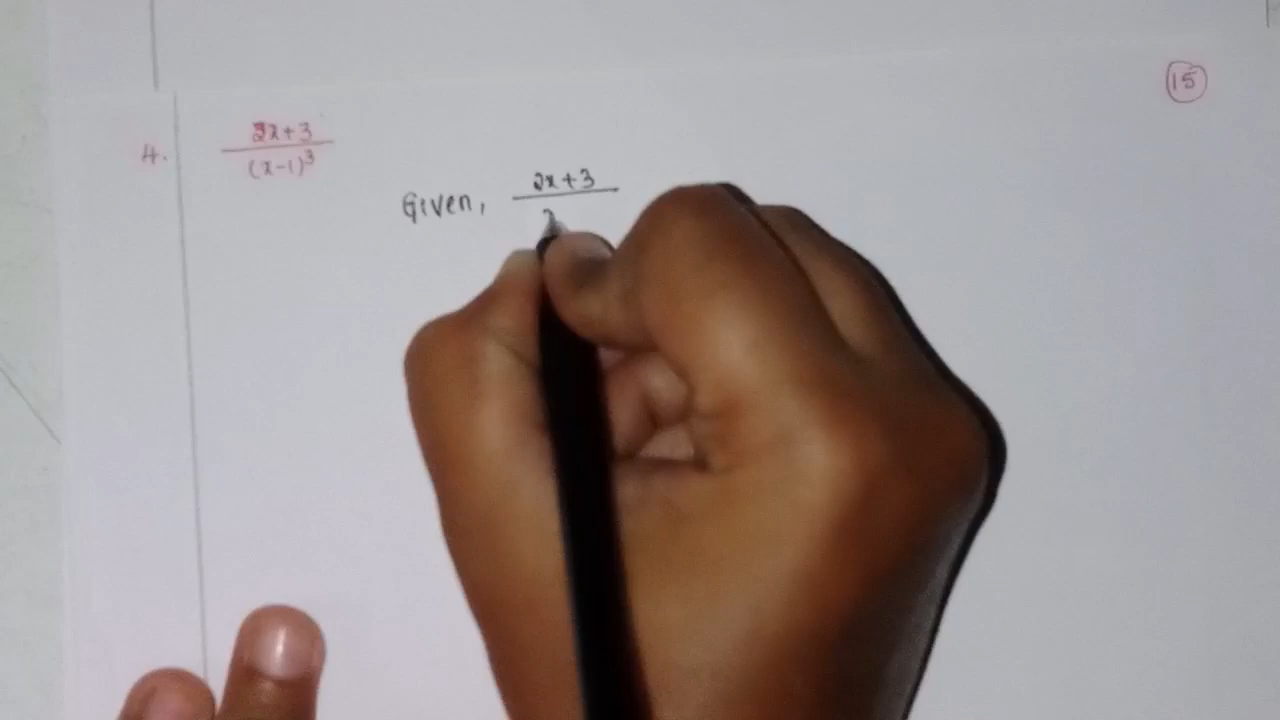 15
4. 2x+3
(x-1)³
Given, 2x+3